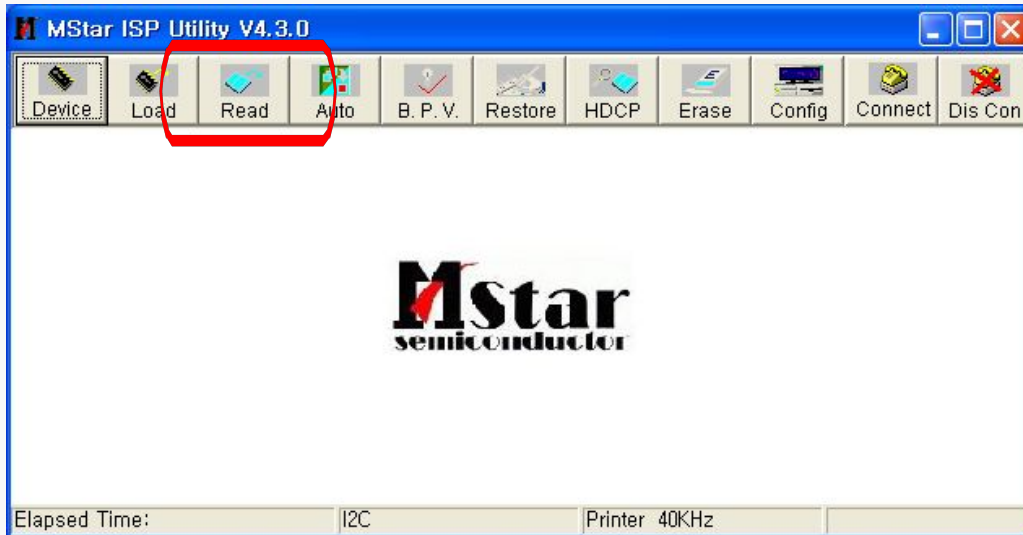 MStar ISP Utility V4.3.0
Device Load Read Auto B. P. V. Restore HDCP Erase Config Connect Dis Con
MStar
semiconductor
Elapsed Time: I2C Printer 40KHz